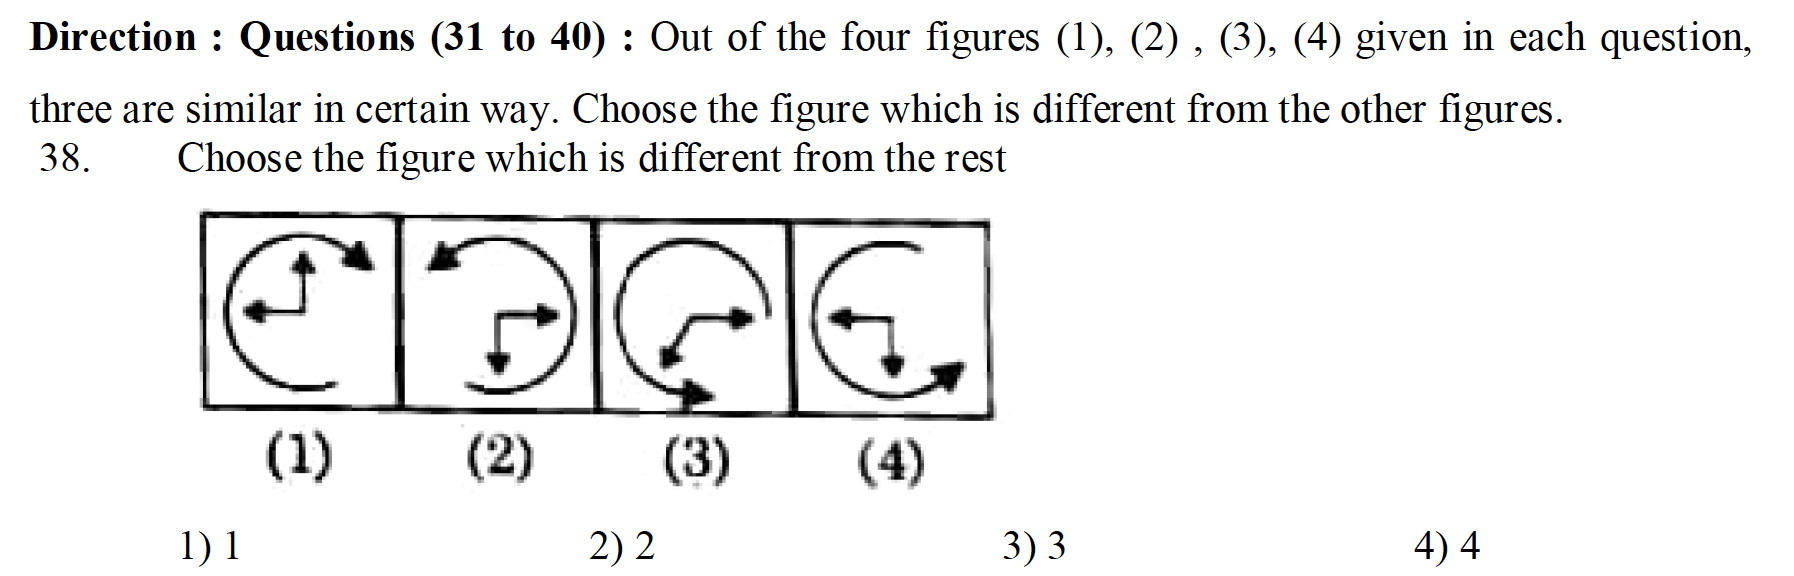 Direction : Questions (31 to 40) : Out of the four figures (1), (2) , (3), (4) given in each question,
three are similar in certain way. Choose the figure which is different from the other figures.
38. Choose the figure which is different from the rest
(1) (2) (3) (4)
1) 1 2) 2 3) 3 4) 4